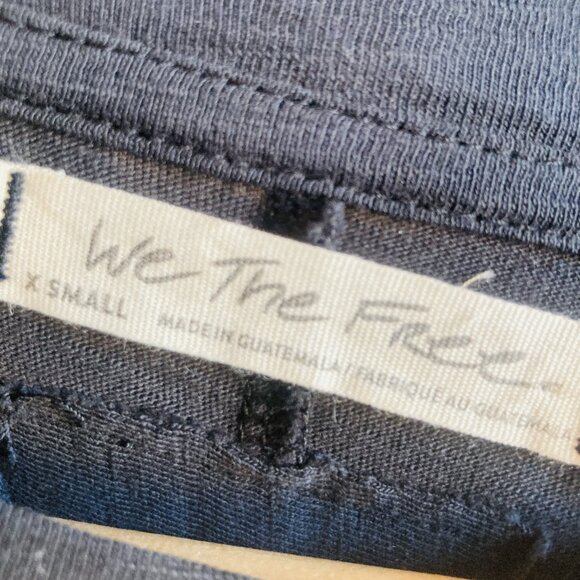 We The Free
X SMALL
MADE IN GUATEMALA / FABRIQUE AU GUATEMALA